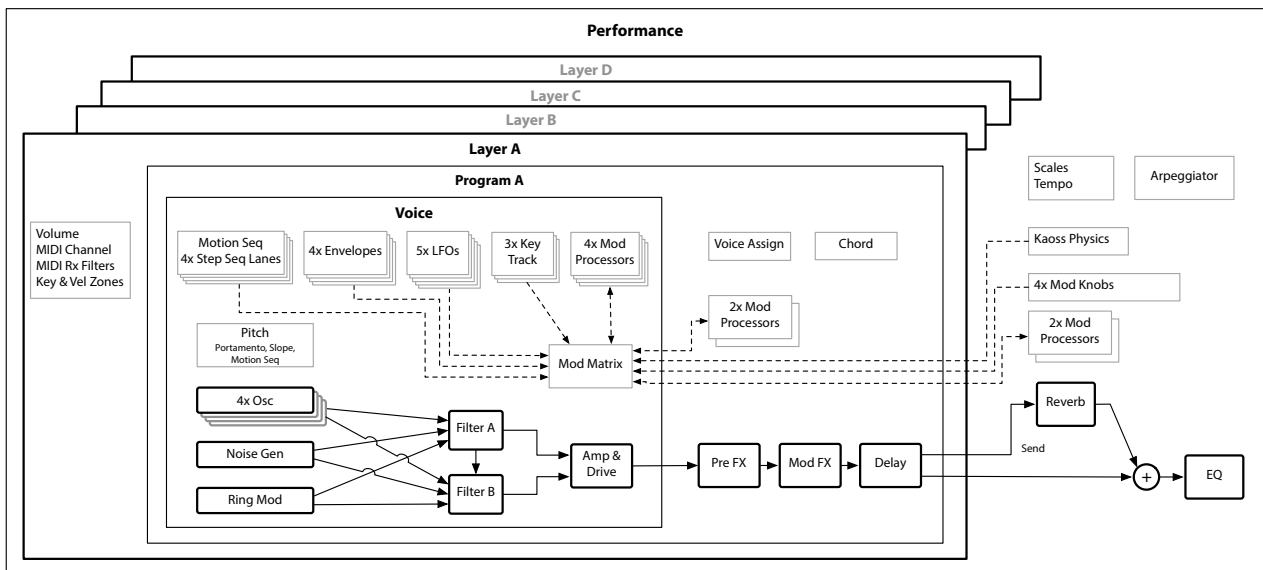 Performance
Layer D
Layer C
Layer B
Layer A
Program A
Voice
Volume
MIDI Channel
MIDI Rx Filters
Key & Vel Zones
Motion Seq
4x Step Seq Lanes
4x Envelopes
5x LFOs
3x Key
Track
4x Mod
Processors
Voice Assign
Chord
Scales
Tempo
Arpeggiator
Kaoss Physics
4x Mod Knobs
2x Mod
Processors
2x Mod
Processors
Pitch
Portamento, Slope,
Motion Seq
Mod Matrix
4x Osc
Noise Gen
Ring Mod
Filter A
Filter B
Amp &
Drive
Pre FX
Mod FX
Delay
Send
Reverb
+
EQ